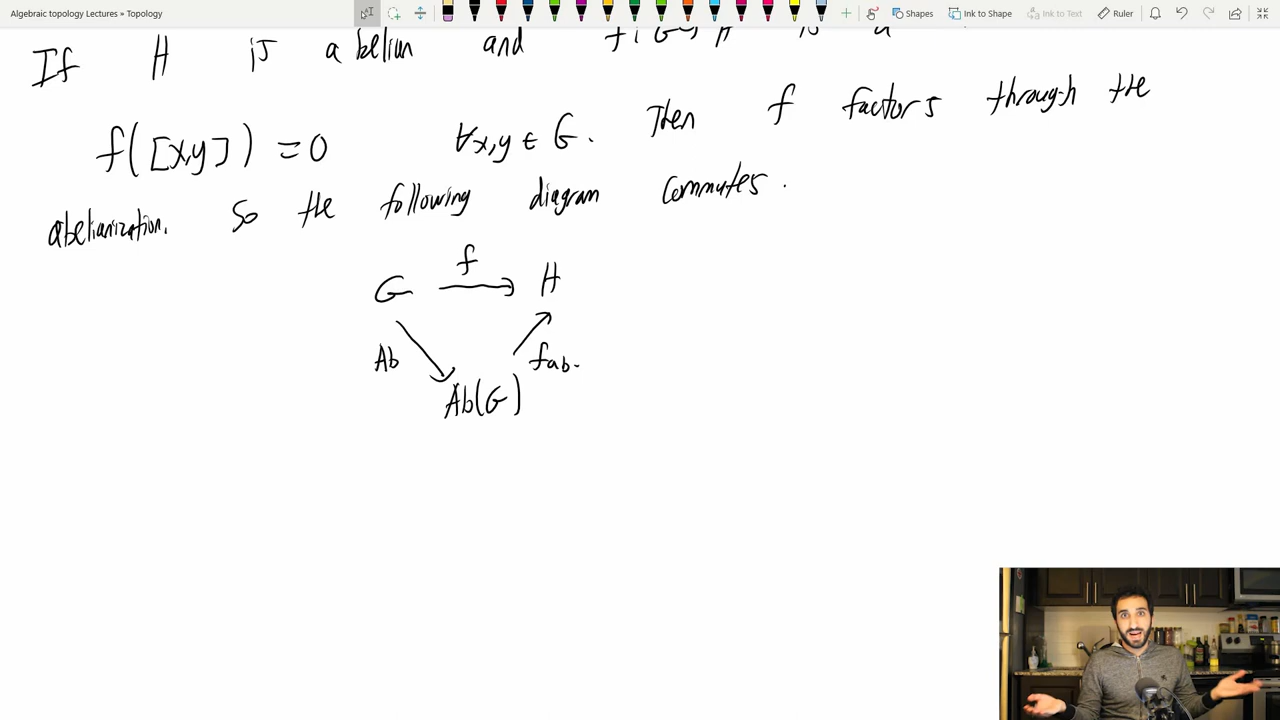 Algebraic topology Lectures – Topology
Shapes Ink to Shape Ink to Text Ruler
If H is abelian and f: G→H is a
f([x,y]) = 0 ∀x,y ∈ G. Then f factors through the
abelianization. So the following diagram commutes.
G f H
Ab fab.
Ab(G)